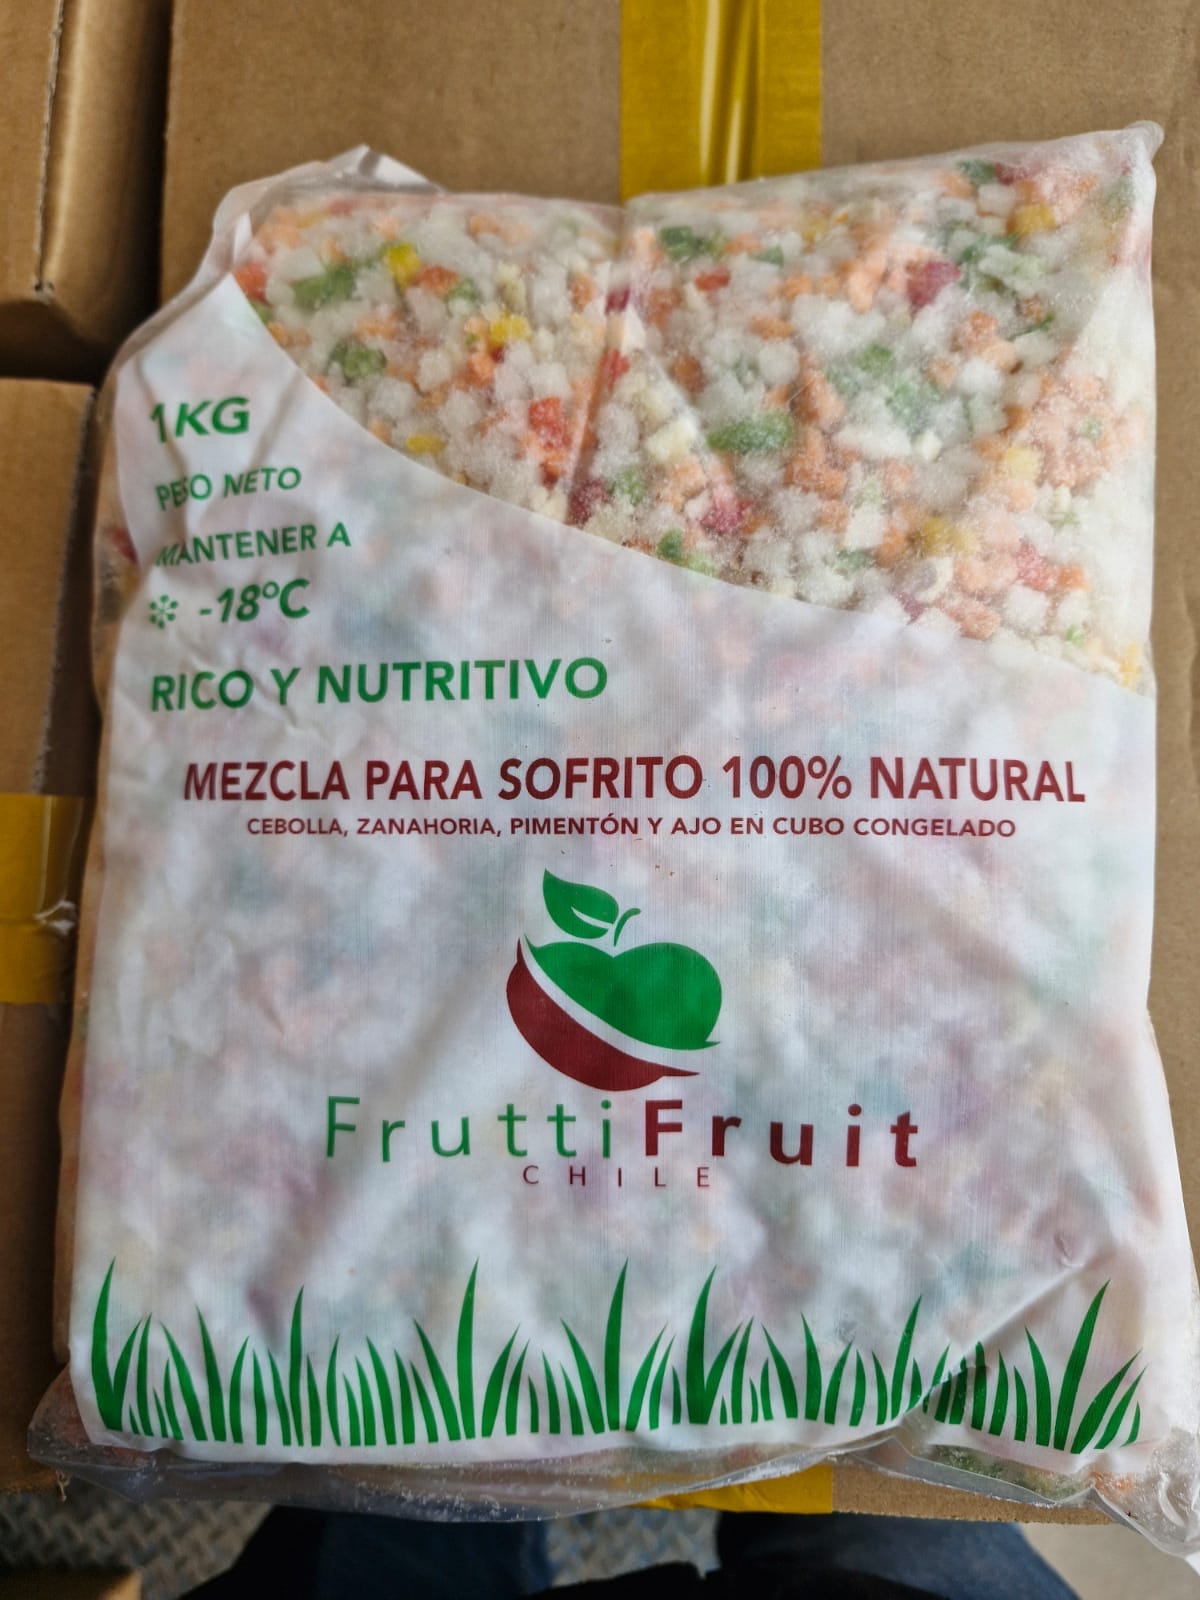 1KG
PESO NETO
MANTENER A
-18°C
RICO Y NUTRITIVO
MEZCLA PARA SOFRITO 100% NATURAL
CEBOLLA, ZANAHORIA, PIMENTÓN Y AJO EN CUBO CONGELADO
FruttiFruit
CHILE